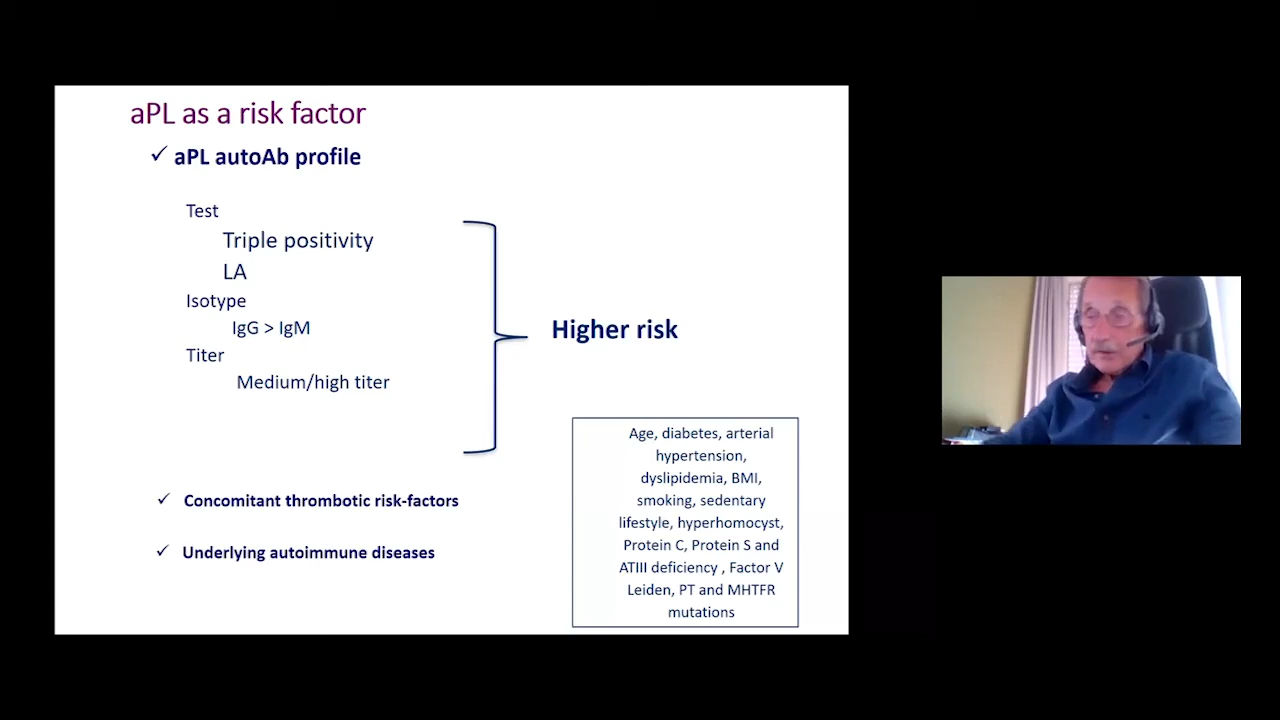 aPL as a risk factor
✓ aPL autoAb profile
Test
Triple positivity
LA
Isotype
IgG > IgM
Titer
Medium/high titer
Higher risk
✓ Concomitant thrombotic risk-factors
✓ Underlying autoimmune diseases
Age, diabetes, arterial
hypertension,
dyslipidemia, BMI,
smoking, sedentary
lifestyle, hyperhomocyst,
Protein C, Protein S and
ATIII deficiency , Factor V
Leiden, PT and MHTFR
mutations